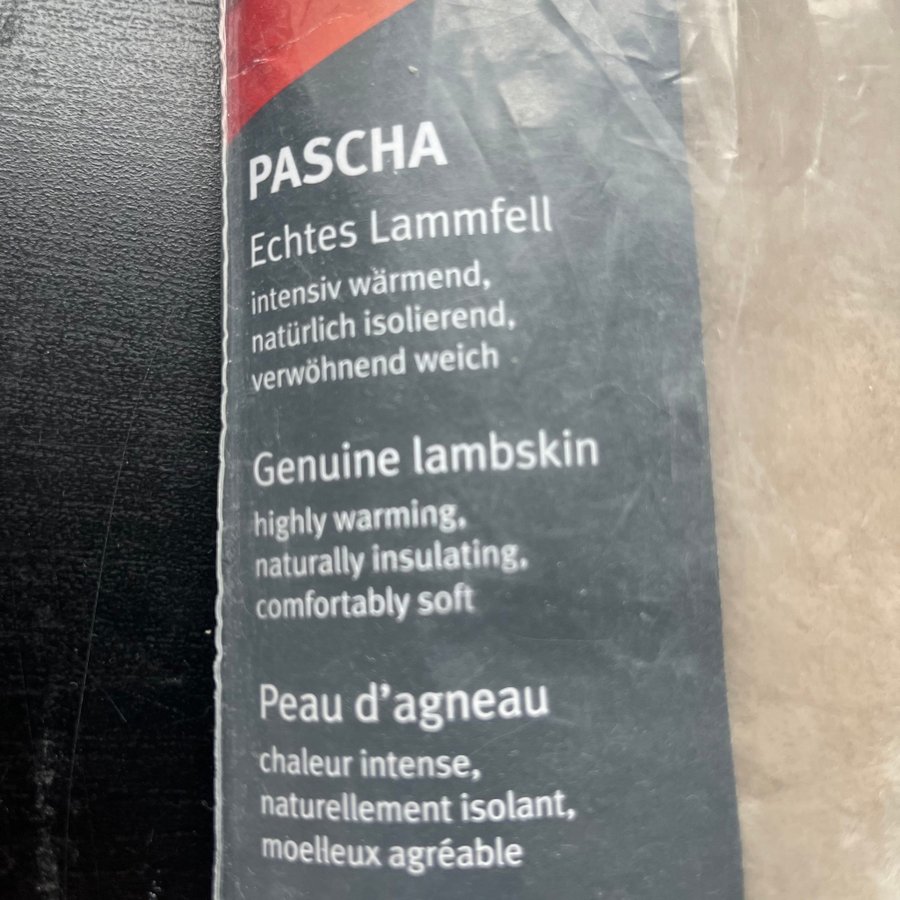 PASCHA
Echtes Lammfell
intensiv wärmend,
natürlich isolierend,
verwöhnend weich
Genuine lambskin
highly warming,
naturally insulating,
comfortably soft
Peau d'agneau
chaleur intense,
naturellement isolant,
moelleux agréable